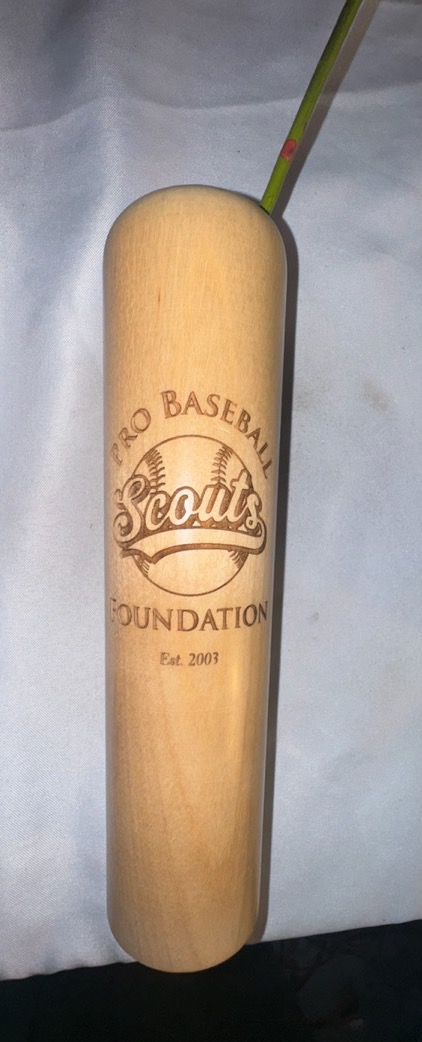 PRO BASEBALL
Scouts
FOUNDATION
Est. 2003